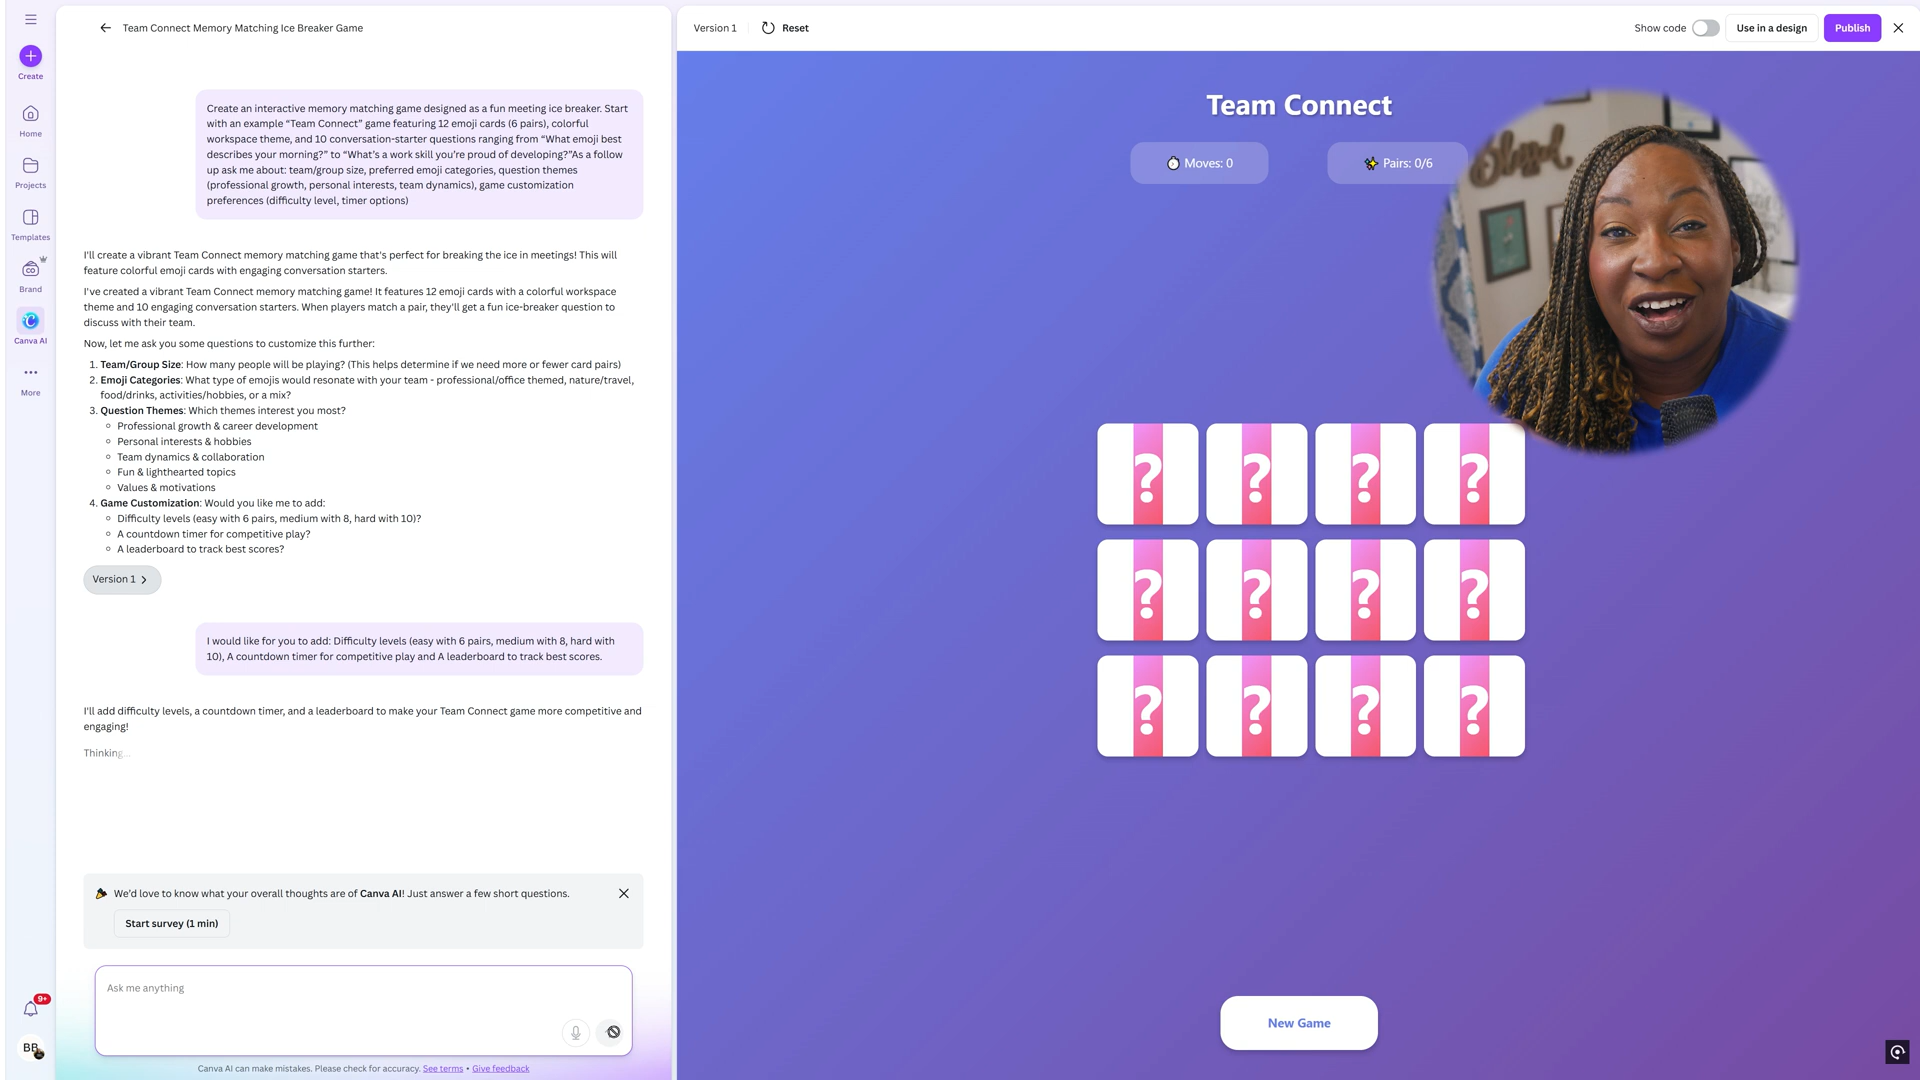 Team Connect Memory Matching Ice Breaker Game
Create
Home
Projects
Templates
Brand
Canva AI
More
9+
BB
Create an interactive memory matching game designed as a fun meeting ice breaker. Start
with an example “Team Connect” game featuring 12 emoji cards (6 pairs), colorful
workspace theme, and 10 conversation-starter questions ranging from “What emoji best
describes your morning?” to “What’s a work skill you’re proud of developing?”As a follow
up ask me about: team/group size, preferred emoji categories, question themes
(professional growth, personal interests, team dynamics), game customization
preferences (difficulty level, timer options)
I'll create a vibrant Team Connect memory matching game that's perfect for breaking the ice in meetings! This will
feature colorful emoji cards with engaging conversation starters.
I've created a vibrant Team Connect memory matching game! It features 12 emoji cards with a colorful workspace
theme and 10 engaging conversation starters. When players match a pair, they'll get a fun ice-breaker question to
discuss with their team.
Now, let me ask you some questions to customize this further:
1. Team/Group Size: How many people will be playing? (This helps determine if we need more or fewer card pairs)
2. Emoji Categories: What type of emojis would resonate with your team - professional/office themed, nature/travel,
food/drinks, activities/hobbies, or a mix?
3. Question Themes: Which themes interest you most?
Professional growth & career development
Personal interests & hobbies
Team dynamics & collaboration
Fun & lighthearted topics
Values & motivations
4. Game Customization: Would you like me to add:
Difficulty levels (easy with 6 pairs, medium with 8, hard with 10)?
A countdown timer for competitive play?
A leaderboard to track best scores?
Version 1
I would like for you to add: Difficulty levels (easy with 6 pairs, medium with 8, hard with
10), A countdown timer for competitive play and A leaderboard to track best scores.
I'll add difficulty levels, a countdown timer, and a leaderboard to make your Team Connect game more competitive and
engaging!
Thinking...
We'd love to know what your overall thoughts are of Canva AI! Just answer a few short questions.
Start survey (1 min)
Ask me anything
Canva AI can make mistakes. Please check for accuracy. See terms • Give feedback
Version 1 Reset
Show code Use in a design Publish
Team Connect
Moves: 0 Pairs: 0/6
Blessed
? ? ? ?
? ? ? ?
? ? ? ?
New Game